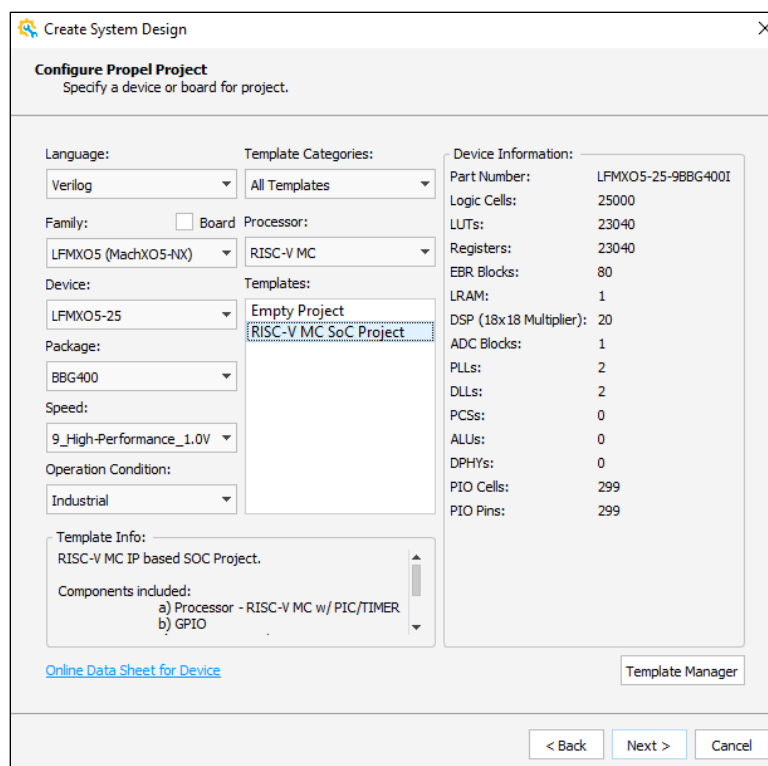 Create System Design
Configure Propel Project
Specify a device or board for project.
Language:
Verilog
Family:
Board
LFMXO5 (MachXO5-NX)
Device:
LFMXO5-25
Package:
BBG400
Speed:
9_High-Performance_1.0V
Operation Condition:
Industrial
Template Categories:
All Templates
Processor:
RISC-V MC
Templates:
Empty Project
RISC-V MC SoC Project
Template Info:
RISC-V MC IP based SOC Project.
Components included:
a) Processor - RISC-V MC w/ PIC/TIMER
b) GPIO
Device Information:
Part Number: LFMXO5-25-9BBG400I
Logic Cells: 25000
LUTs: 23040
Registers: 23040
EBR Blocks: 80
LRAM: 1
DSP (18x18 Multiplier): 20
ADC Blocks: 1
PLLs: 2
DLLs: 2
PCSs: 0
ALUs: 0
DPHYs: 0
PIO Cells: 299
PIO Pins: 299
Online Data Sheet for Device
Template Manager
< Back
Next >
Cancel